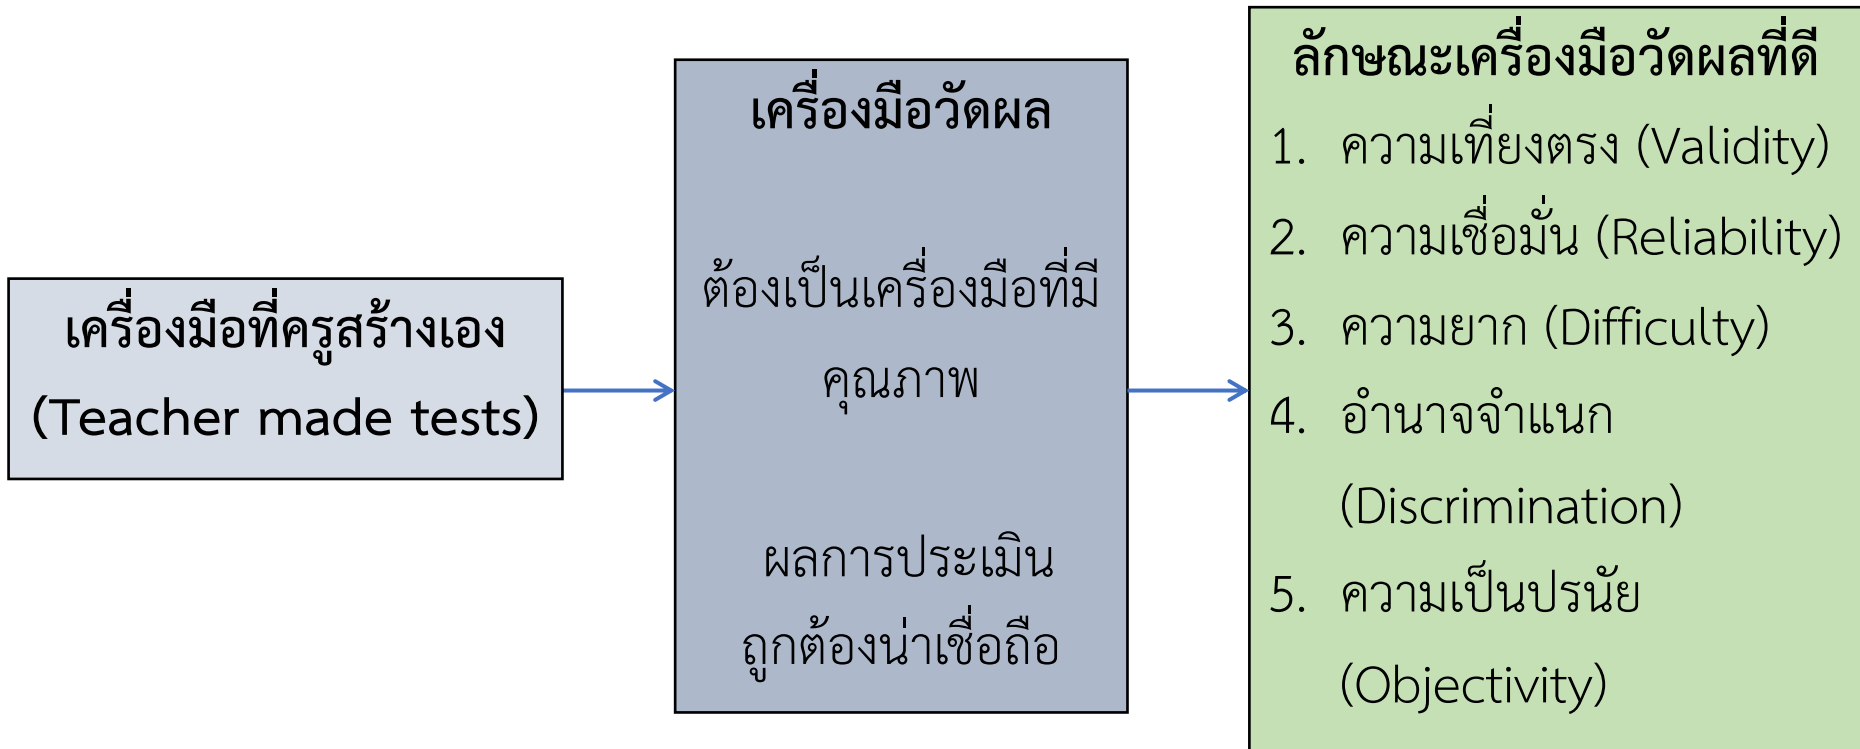 เครื่องมือที่ครูสร้างเอง
(Teacher made tests)
เครื่องมือวัดผล
ต้องเป็นเครื่องมือที่มี
คุณภาพ
ผลการประเมิน
ถูกต้องน่าเชื่อถือ
ลักษณะเครื่องมือวัดผลที่ดี
1. ความเที่ยงตรง (Validity)
2. ความเชื่อมั่น (Reliability)
3. ความยาก (Difficulty)
4. อำนาจจำแนก
(Discrimination)
5. ความเป็นปรนัย
(Objectivity)